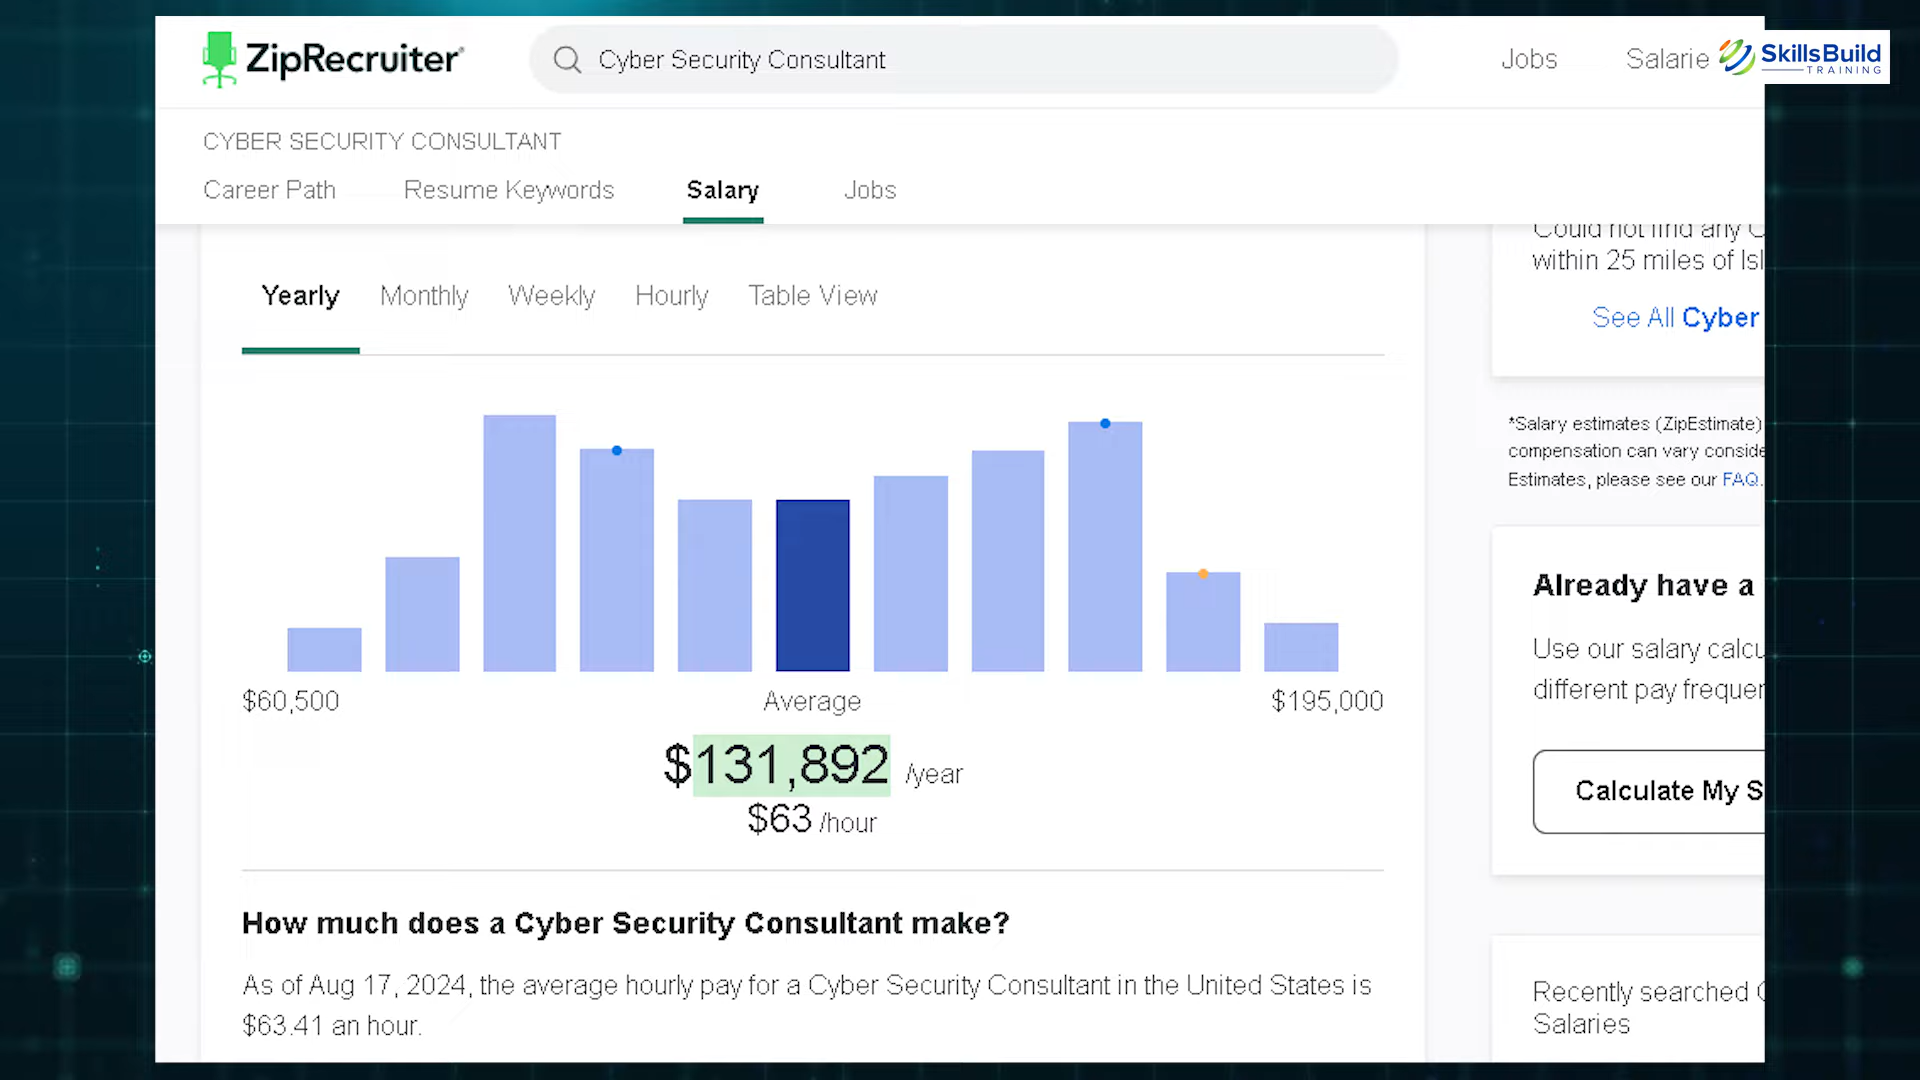 ZipRecruiter
Cyber Security Consultant
Jobs
Salarie
SkillsBuild
TRAINING
CYBER SECURITY CONSULTANT
Career Path
Resume Keywords
Salary
Jobs
Yearly
Monthly
Weekly
Hourly
Table View
$60,500
Average
$195,000
$131,892 /year
$63 /hour
How much does a Cyber Security Consultant make?
As of Aug 17, 2024, the average hourly pay for a Cyber Security Consultant in the United States is
$63.41 an hour.
Could not find any
within 25 miles of Isl
See All Cyber
*Salary estimates (ZipEstimate)
compensation can vary conside
Estimates, please see our FAQ.
Already have a
Use our salary calcu
different pay frequen
Calculate My S
Recently searched
Salaries